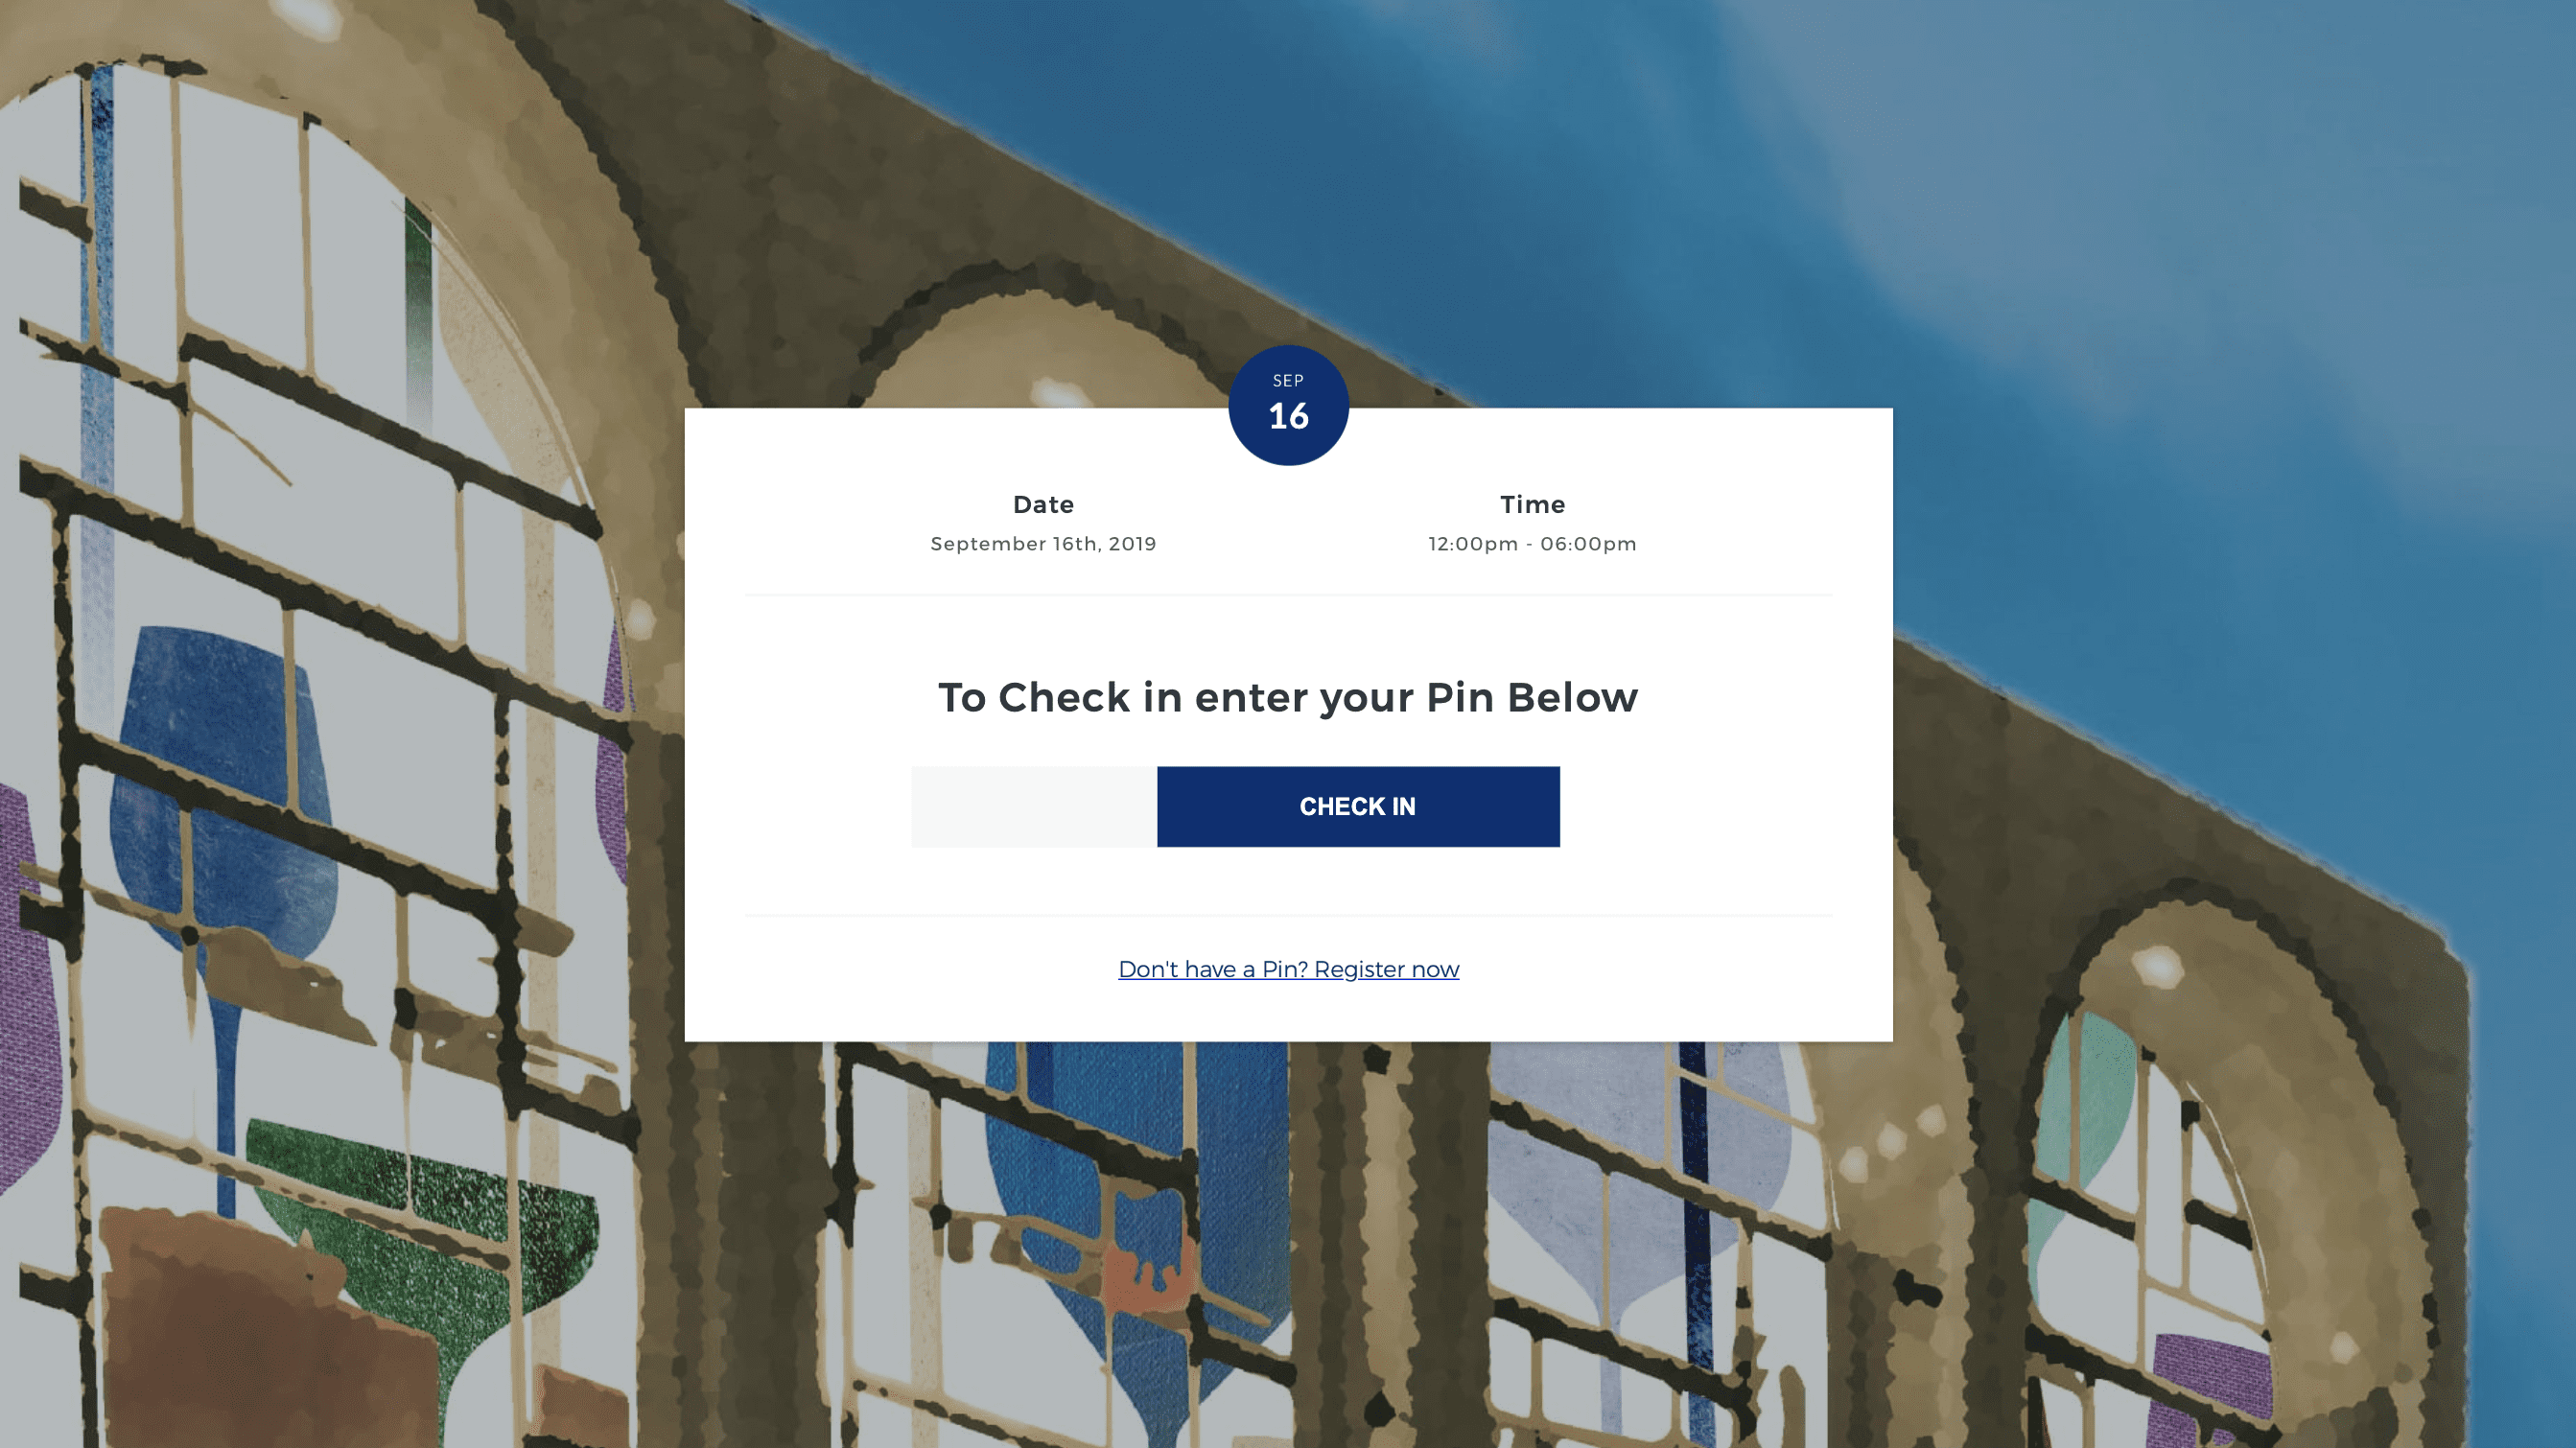 SEP
16
Date
September 16th, 2019
Time
12:00pm - 06:00pm
To Check in enter your Pin Below
CHECK IN
Don't have a Pin? Register now